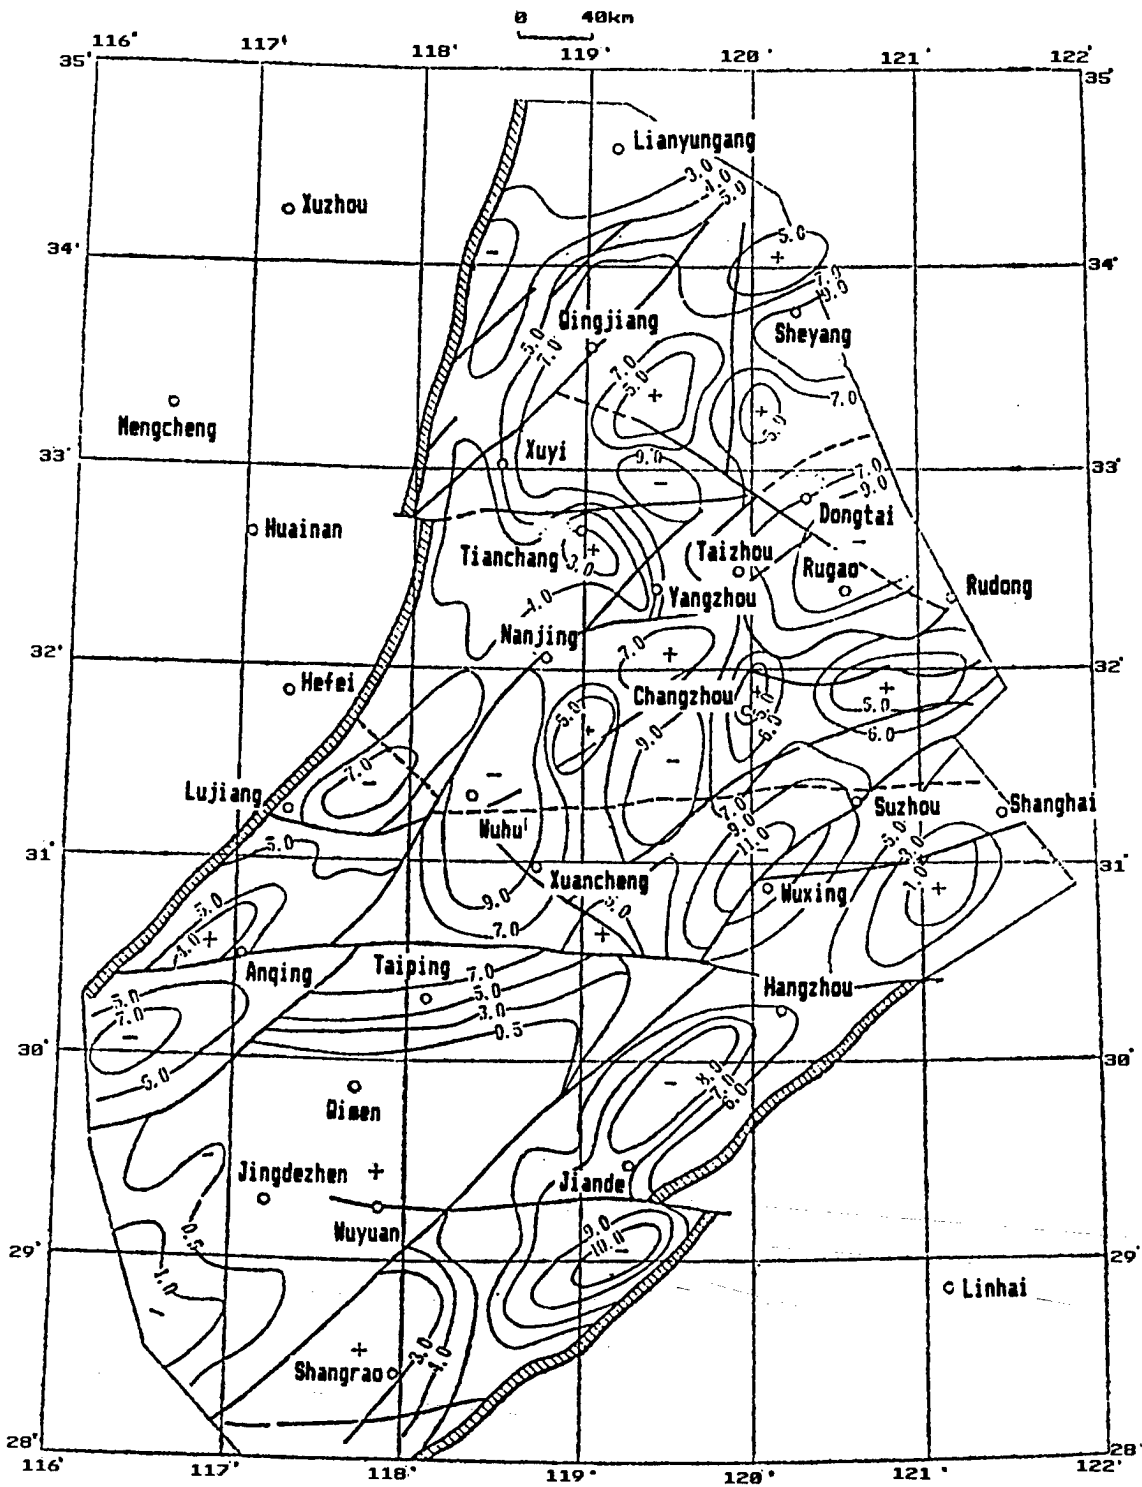 0 40km
116° 117° 118° 119° 120° 121° 122°
35° 35°
Lianyungang
3.0
4.0
5.0
Xuzhou
5.0
34° 34°
7.0
9.0
Qingjiang
Sheyang
5.0
7.0
7.0
5.0
7.0
Mengcheng
5.0
Xuyi
33° 33°
9.0
7.0
9.0
Dongtai
Huainan
Tianchang
3.0
Taizhou
Rugao
Rudong
4.0
Yangzhou
Nanjing
7.0
32° 32°
Hefei
Changzhou
5.0
5.0
6.5
5.0
6.0
9.0
7.0
Lujiang
Wuhu
7.0
9.0
11.0
Suzhou
Shanghai
5.0
3.0
1.0
31° 31°
5.0
Xuancheng
Wuxing
5.0
9.0
5.0
7.0
4.0
Anqing
Taiping
7.0
5.0
3.0
0.5
Hangzhou
5.0
7.0
30° 30°
5.0
8.0
7.0
6.0
Qimen
Jingdezhen
Jiande
Wuyuan
0.5
9.0
10.0
29° 29°
1.0
Linhai
3.0
4.0
Shangrao
28° 28°
116° 117° 118° 119° 120° 121° 122°